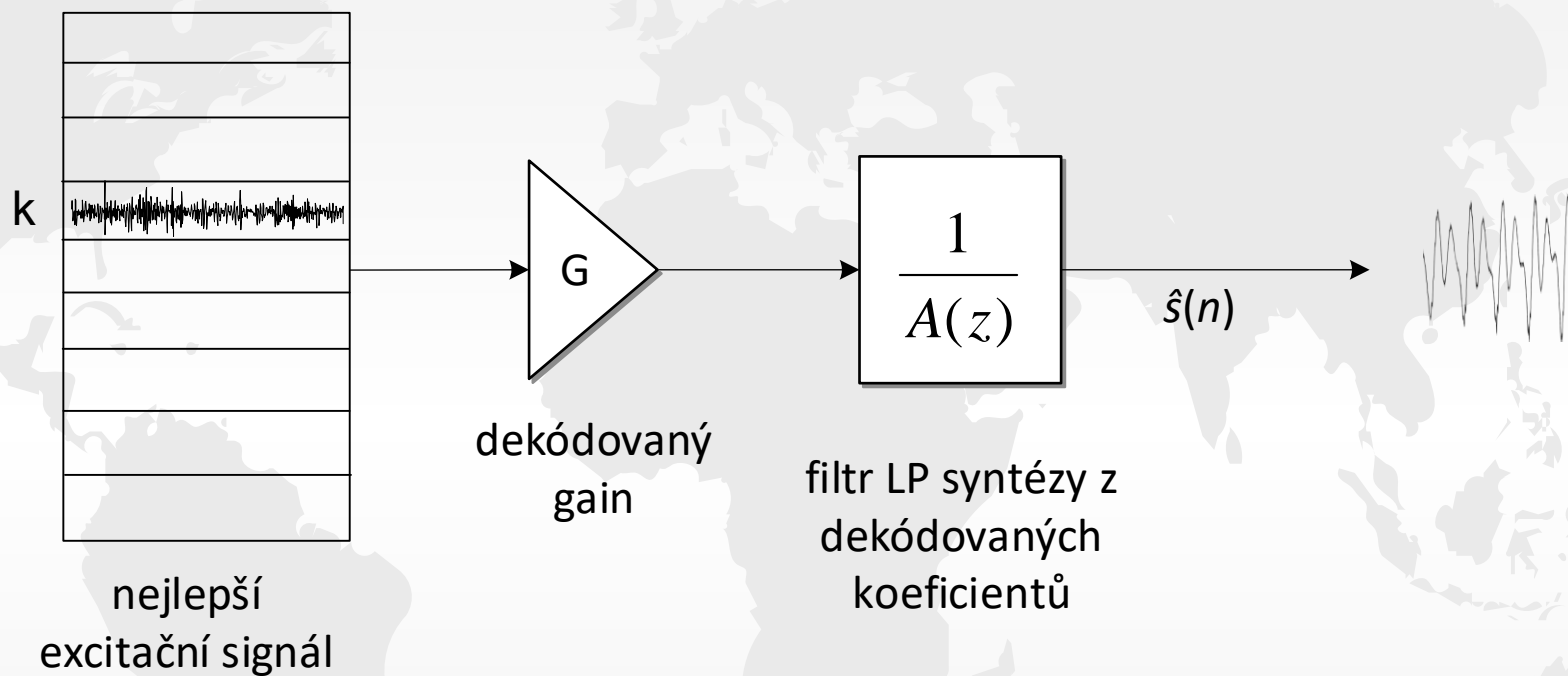 k
nejlepší
excitační signál
G
dekódovaný
gain
1
A(z)
filtr LP syntézy z
dekódovaných
koeficientů
ŝ(n)